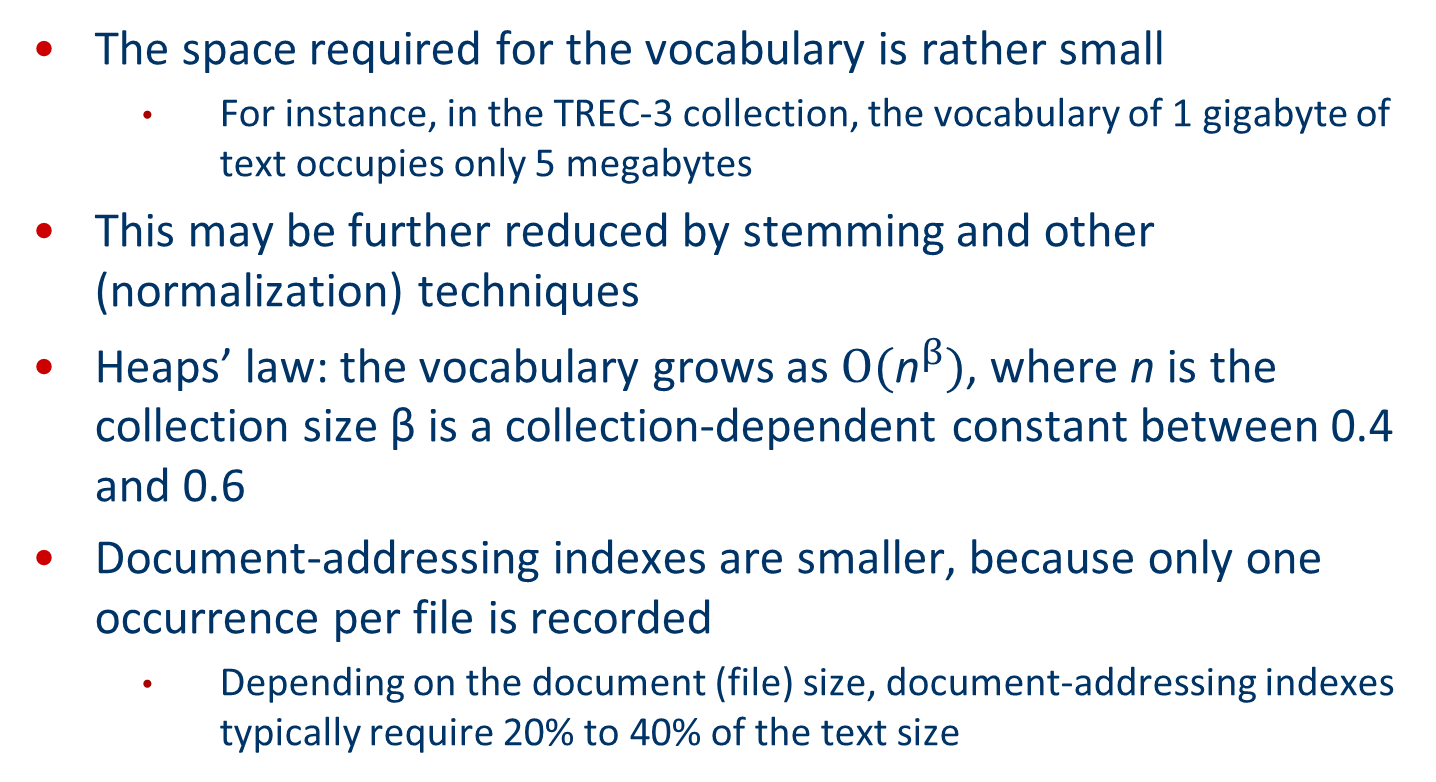 • The space required for the vocabulary is rather small
• For instance, in the TREC-3 collection, the vocabulary of 1 gigabyte of
text occupies only 5 megabytes
• This may be further reduced by stemming and other
(normalization) techniques
• Heaps’ law: the vocabulary grows as O(n^β), where n is the
collection size β is a collection-dependent constant between 0.4
and 0.6
• Document-addressing indexes are smaller, because only one
occurrence per file is recorded
• Depending on the document (file) size, document-addressing indexes
typically require 20% to 40% of the text size